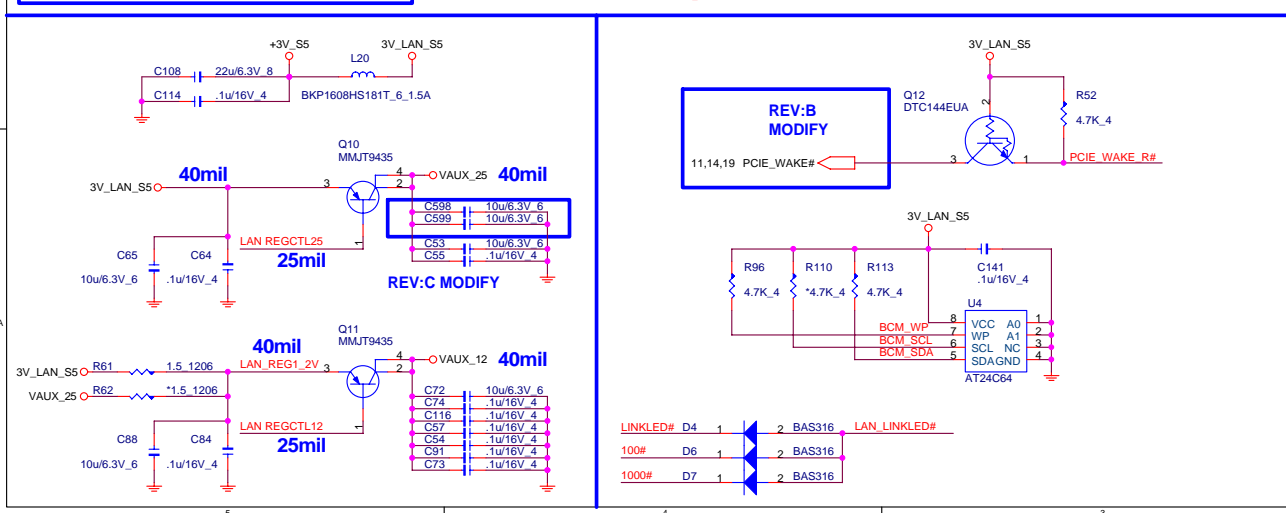 +3V_S5
3V_LAN_S5
L20
C108
22u/6.3V_8
C114
.1u/16V_4
BKP1608HS181T_6_1.5A
Q10
MMJT9435
40mil
3V_LAN_S5
3
4
2
1
VAUX_25
40mil
C598
10u/6.3V_6
C599
10u/6.3V_6
C53
10u/6.3V_6
C55
.1u/16V_4
LAN REGCTL25
25mil
REV:C MODIFY
C65
C64
10u/6.3V_6
.1u/16V_4
Q11
MMJT9435
40mil
3V_LAN_S5
R61
1.5_1206
LAN_REG1_2V
3
4
2
1
VAUX_12
40mil
VAUX_25
R62
*1.5_1206
C72
10u/6.3V_6
C74
.1u/16V_4
C116
.1u/16V_4
C57
.1u/16V_4
C54
.1u/16V_4
C91
.1u/16V_4
C73
.1u/16V_4
LAN REGCTL12
25mil
C88
C84
10u/6.3V_6
.1u/16V_4
A
3V_LAN_S5
Q12
DTC144EUA
2
R52
4.7K_4
REV:B
MODIFY
11,14,19 PCIE_WAKE#
3
1
PCIE_WAKE_R#
3V_LAN_S5
R96
4.7K_4
R110
*4.7K_4
R113
4.7K_4
C141
.1u/16V_4
U4
BCM_WP
BCM_SCL
BCM_SDA
8 VCC A0 1
7 WP A1 2
6 SCL NC 3
5 SDA GND 4
AT24C64
LINKLED# D4 1 2 BAS316 LAN_LINKLED#
100# D6 1 2 BAS316
1000# D7 1 2 BAS316